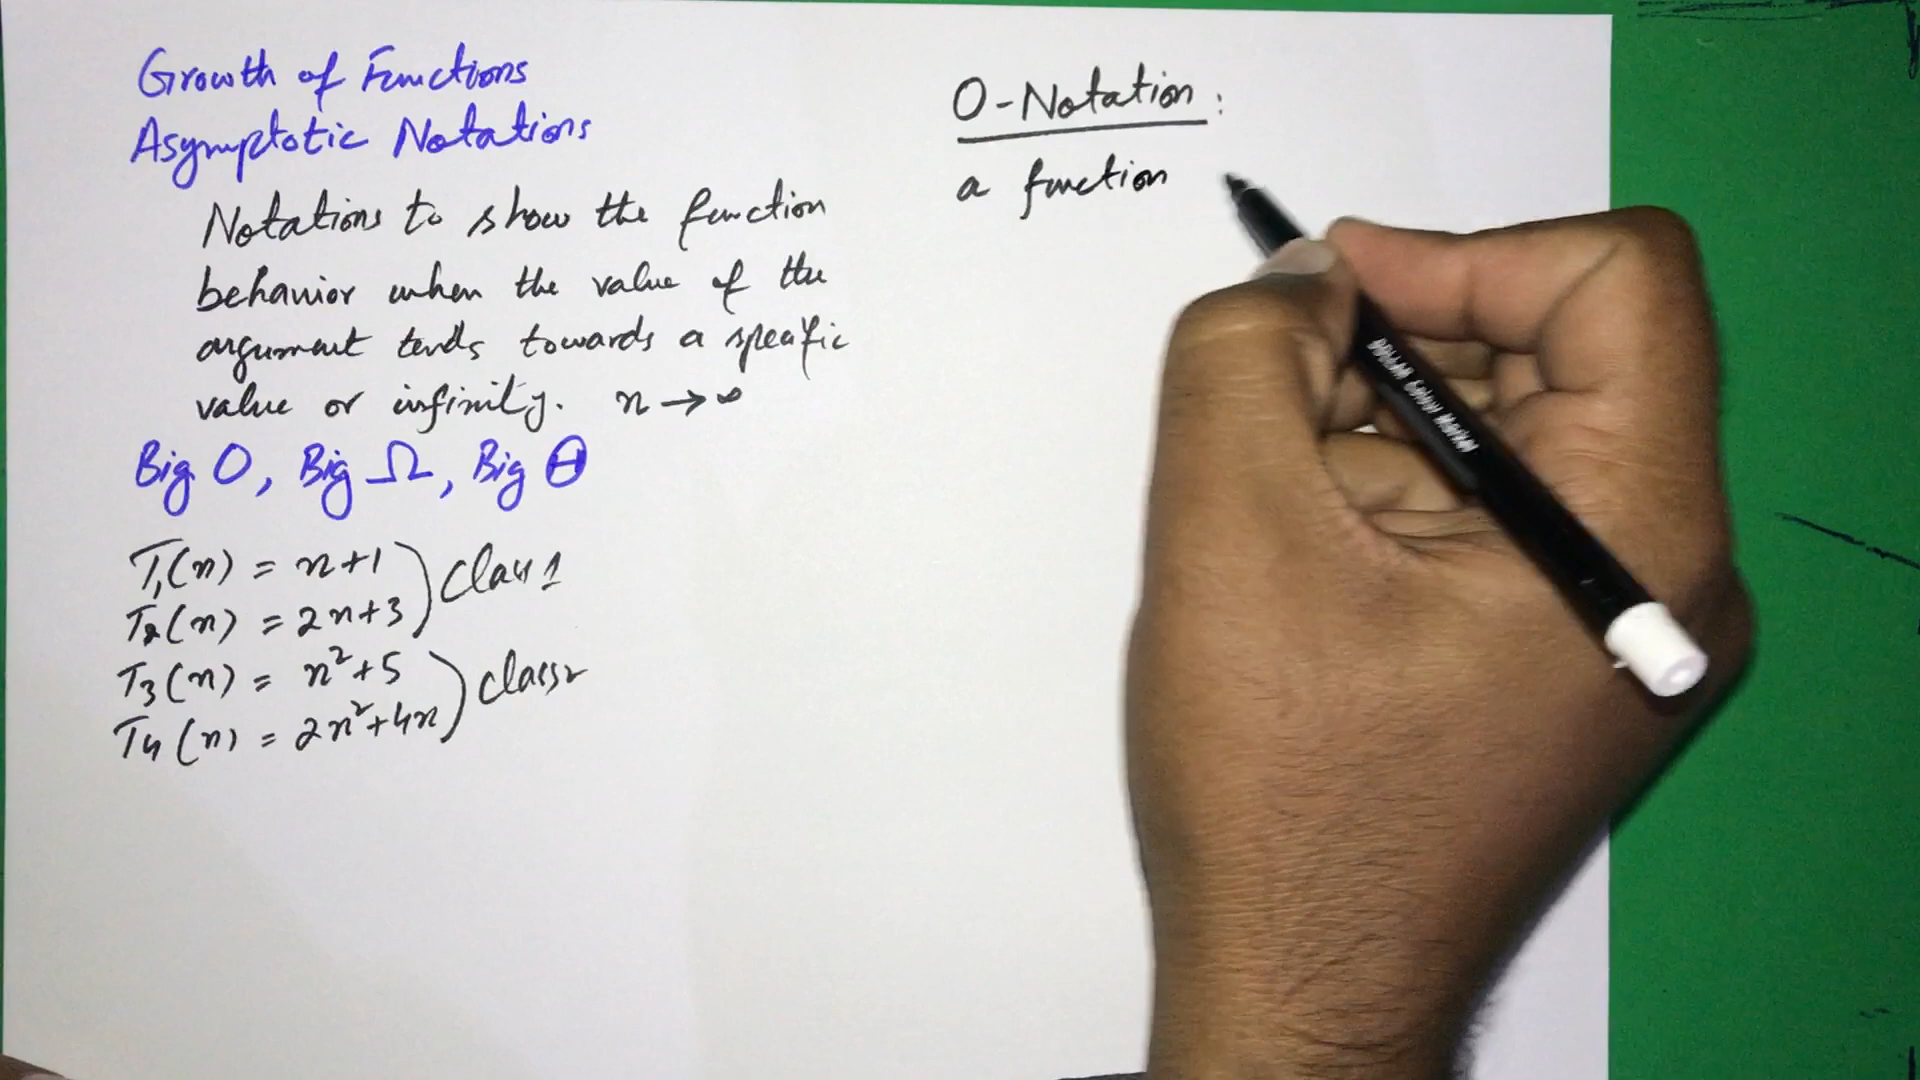 Growth of Functions
Asymptotic Notations
Notations to show the function
behavior when the value of the
argument tends towards a specific
value or infinity. n → ∞
Big O, Big Ω, Big Θ
T₁(n) = n+1
T₂(n) = 2n+3
Class 1
T₃(n) = n²+5
T₄(n) = 2n²+4n
Class 2
O-Notation:
a function